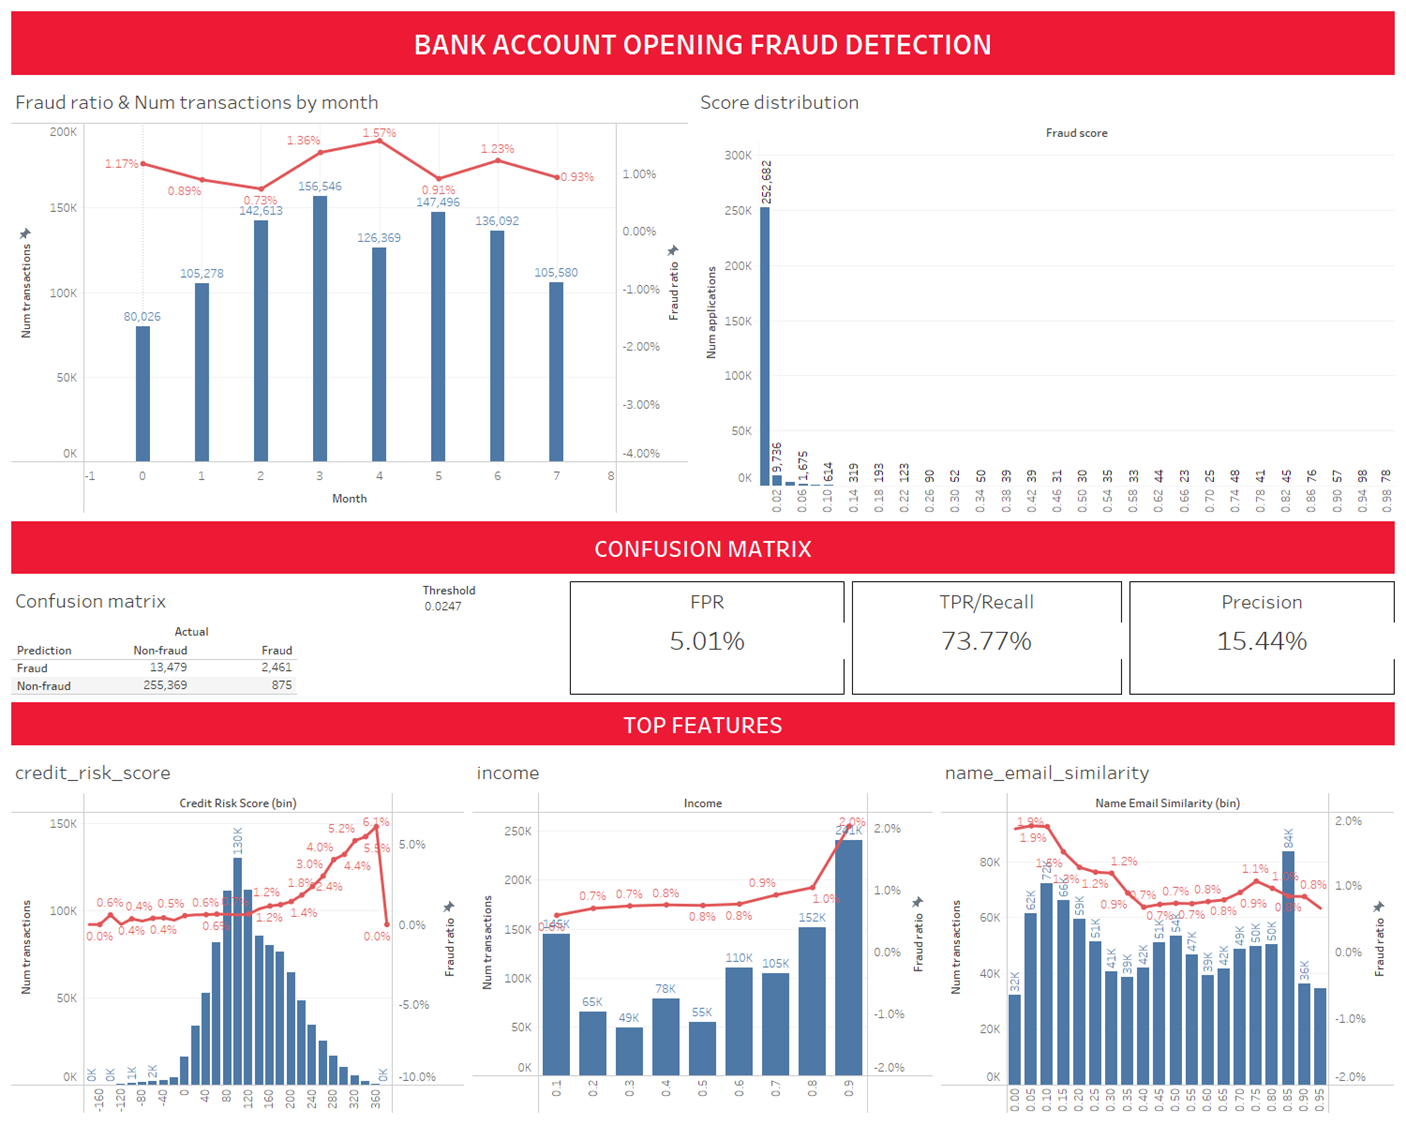 BANK ACCOUNT OPENING FRAUD DETECTION
Fraud ratio & Num transactions by month
200K
150K
100K
50K
0K
Num transactions
1.17%
0.89%
0.73%
1.36%
1.57%
0.91%
1.23%
0.93%
80,026
105,278
142,613
156,546
126,369
147,496
136,092
105,580
1.00%
0.00%
-1.00%
-2.00%
-3.00%
-4.00%
Fraud ratio
-1 0 1 2 3 4 5 6 7 8
Month
Score distribution
Fraud score
300K
250K
200K
150K
100K
50K
0K
Num applications
252,682 9,736 1,675 614 319 193 123 90 52 50 39 39 31 30 35 33 44 23 25 48 41 45 76 57 98 78
0.02 0.06 0.10 0.14 0.18 0.22 0.26 0.30 0.34 0.38 0.42 0.46 0.50 0.54 0.58 0.62 0.66 0.70 0.74 0.78 0.82 0.86 0.90 0.94 0.98
CONFUSION MATRIX
Confusion matrix
Threshold
0.0247
Actual
Prediction Non-fraud Fraud
Fraud 13,479 2,461
Non-fraud 255,369 875
FPR
5.01%
TPR/Recall
73.77%
Precision
15.44%
TOP FEATURES
credit_risk_score
Credit Risk Score (bin)
150K
100K
50K
0K
Num transactions
0.0% 0.6% 0.4% 0.4% 0.5% 0.4% 0.6% 0.6% 1.2% 1.2% 1.8% 1.4% 3.0% 2.4% 4.0% 4.4% 5.2% 6.1% 0.0%
0K 0K 1K 2K 130K 0K
5.0%
0.0%
-5.0%
-10.0%
Fraud ratio
-160 -120 -80 -40 0 40 80 120 160 200 240 280 320 360
income
Income
250K
200K
150K
100K
50K
0K
Num transactions
0.7% 0.7% 0.8% 0.8% 0.8% 0.9% 1.0% 2.0%
145K 65K 49K 78K 55K 110K 105K 152K 241K
2.0%
1.0%
0.0%
-1.0%
-2.0%
Fraud ratio
0.1 0.2 0.3 0.4 0.5 0.6 0.7 0.8 0.9
name_email_similarity
Name Email Similarity (bin)
80K
60K
40K
20K
0K
Num transactions
1.9% 1.9% 1.3% 1.2% 1.2% 0.9% 0.7% 0.7% 0.7% 0.7% 0.8% 0.8% 0.9% 1.1% 0.8%
32K 62K 72K 66K 59K 51K 41K 39K 42K 51K 54K 47K 39K 42K 49K 50K 50K 84K 36K
2.0%
1.0%
0.0%
-1.0%
-2.0%
Fraud ratio
0.00 0.05 0.10 0.15 0.20 0.25 0.30 0.35 0.40 0.45 0.50 0.55 0.60 0.65 0.70 0.75 0.80 0.85 0.90 0.95